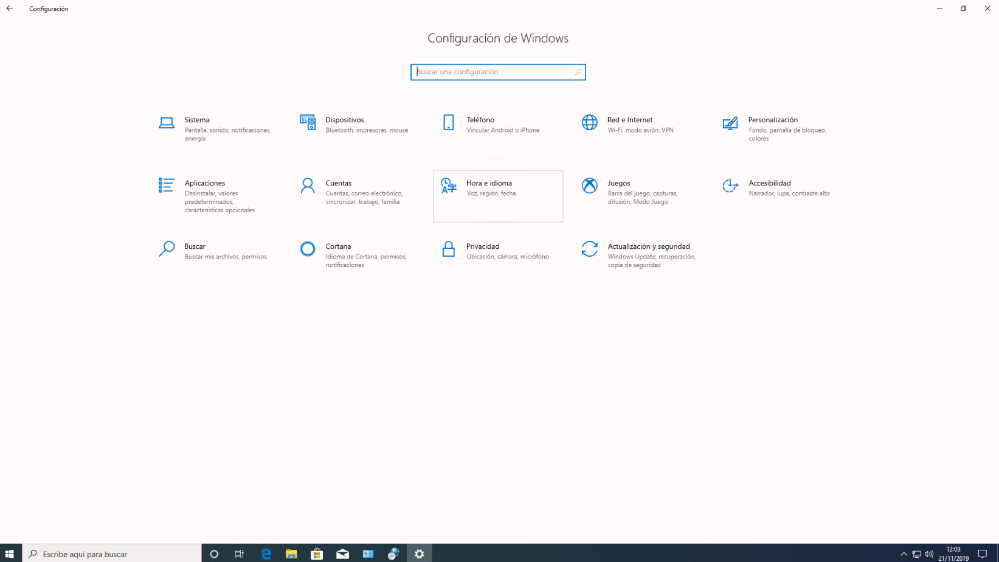 Configuración
Configuración de Windows
Buscar una configuración
Sistema
Pantalla, sonido, notificaciones,
energía
Dispositivos
Bluetooth, impresoras, mouse
Teléfono
Vincular Android o iPhone
Red e Internet
Wi-Fi, modo avión, VPN
Personalización
Fondo, pantalla de bloqueo,
colores
Aplicaciones
Desinstalar, valores
predeterminados,
características opcionales
Cuentas
Cuentas, correo electrónico,
sincronizar, trabajo, familia
Hora e idioma
Voz, región, fecha
Juegos
Barra del juego, capturas,
difusión, Modo Juego
Accesibilidad
Narrador, lupa, contraste alto
Buscar
Buscar mis archivos, permisos
Cortana
Idioma de Cortana, permisos,
notificaciones
Privacidad
Ubicación, cámara, micrófono
Actualización y seguridad
Windows Update, recuperación,
copia de seguridad
Escribe aquí para buscar
12:03
21/11/2019